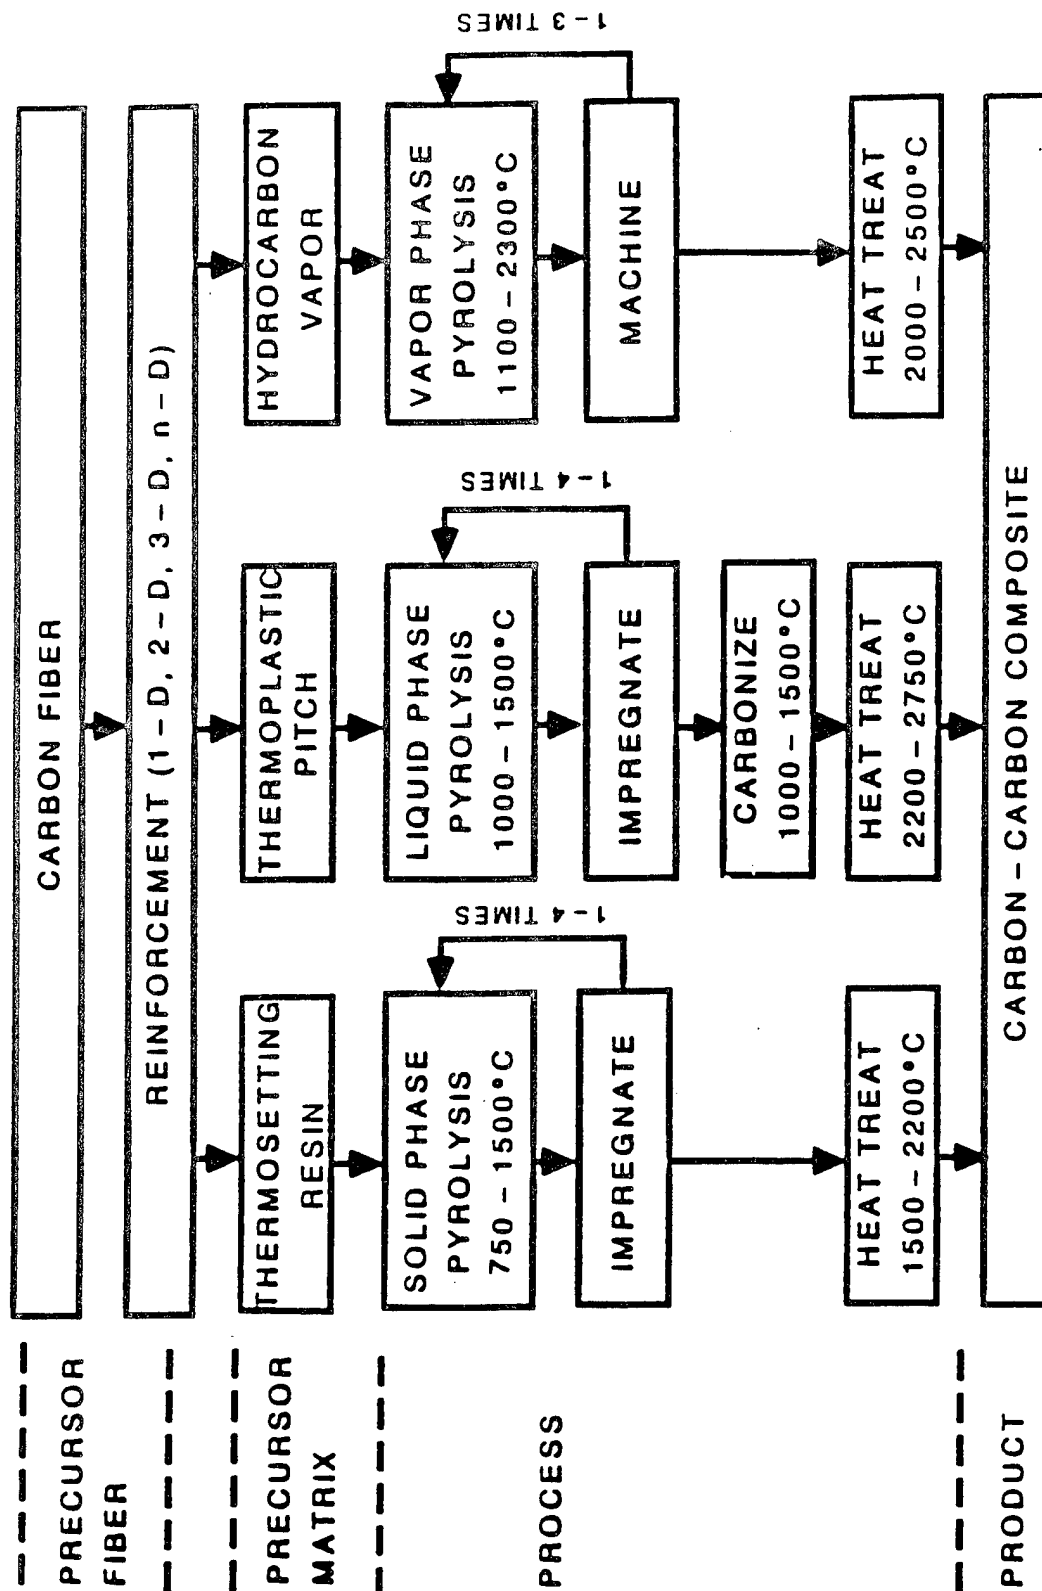 PRECURSOR
FIBER
CARBON FIBER
REINFORCEMENT (1-D, 2-D, 3-D, n-D)
PRECURSOR
MATRIX
THERMOSETTING
RESIN
THERMOPLASTIC
PITCH
HYDROCARBON
VAPOR
PROCESS
SOLID PHASE
PYROLYSIS
750-1500°C
1-4 TIMES
IMPREGNATE
LIQUID PHASE
PYROLYSIS
1000-1500°C
1-4 TIMES
IMPREGNATE
CARBONIZE
1000-1500°C
VAPOR PHASE
PYROLYSIS
1100-2300°C
1-3 TIMES
MACHINE
HEAT TREAT
1500-2200°C
HEAT TREAT
2200-2750°C
HEAT TREAT
2000-2500°C
PRODUCT
CARBON-CARBON COMPOSITE